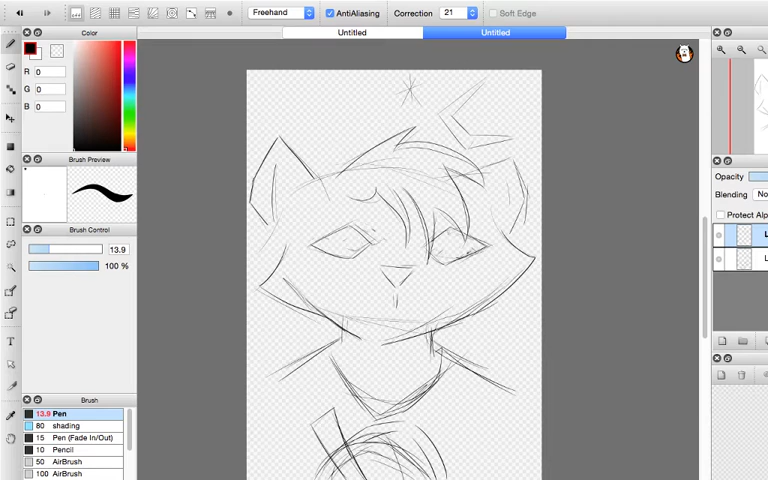 Freehand AntiAliasing Correction 21 Soft Edge
Untitled Untitled
Color
R 0
G 0
B 0
Brush Preview
Brush Control
13.9
100 %
Brush
13.9 Pen
80 shading
15 Pen (Fade In/Out)
10 Pencil
50 AirBrush
100 AirBrush
T
Opacity
Blending No
Protect Alp
L
L